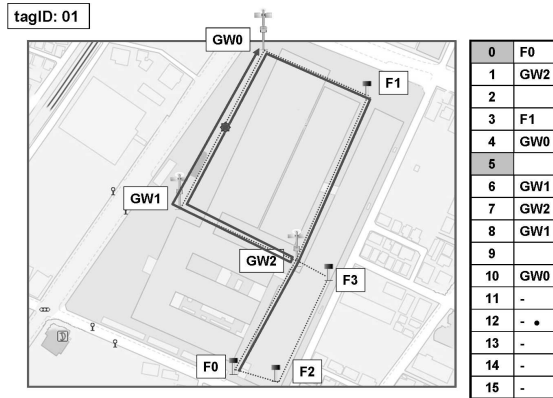 tagID: 01
GW0
F1
GW1
GW2
F3
F0
F2
0 F0
1 GW2
2
3 F1
4 GW0
5
6 GW1
7 GW2
8 GW1
9
10 GW0
11 -
12 - •
13 -
14 -
15 -